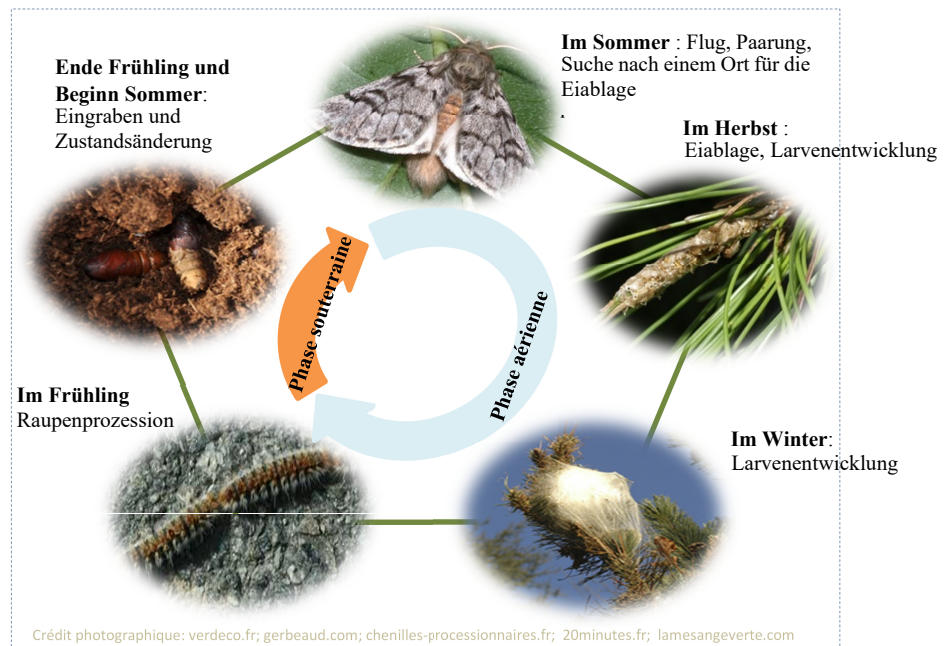 Im Sommer : Flug, Paarung,
Suche nach einem Ort für die
Eiablage
.
Ende Frühling und
Beginn Sommer:
Eingraben und
Zustandsänderung
Im Herbst :
Eiablage, Larvenentwicklung
Phase souterraine
Phase aérienne
Im Frühling
Raupenprozession
Im Winter:
Larvenentwicklung
Crédit photographique: verdeco.fr; gerbeaud.com; chenilles-processionnaires.fr; 20minutes.fr; lamesangeverte.com